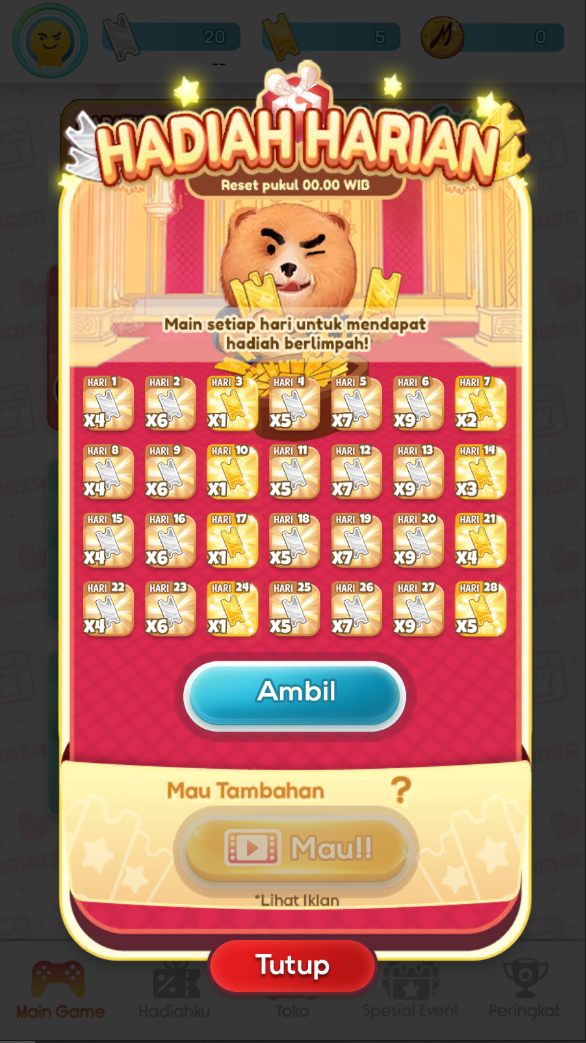 20
5
0
--
HADIAH HARIAN
Reset pukul 00.00 WIB
Main setiap hari untuk mendapat
hadiah berlimpah!
HARI 1 HARI 2 HARI 3 HARI 4 HARI 5 HARI 6 HARI 7
X4 X6 X1 X5 X7 X9 X2
HARI 8 HARI 9 HARI 10 HARI 11 HARI 12 HARI 13 HARI 14
X4 X6 X1 X5 X7 X9 X3
HARI 15 HARI 16 HARI 17 HARI 18 HARI 19 HARI 20 HARI 21
X4 X6 X1 X5 X7 X9 X4
HARI 22 HARI 23 HARI 24 HARI 25 HARI 26 HARI 27 HARI 28
X4 X6 X1 X5 X7 X9 X5
Ambil
Mau Tambahan ?
Mau!!
*Lihat Iklan
Tutup
Main Game
Hadiahku
Toko
Spesial Event
Peringkat